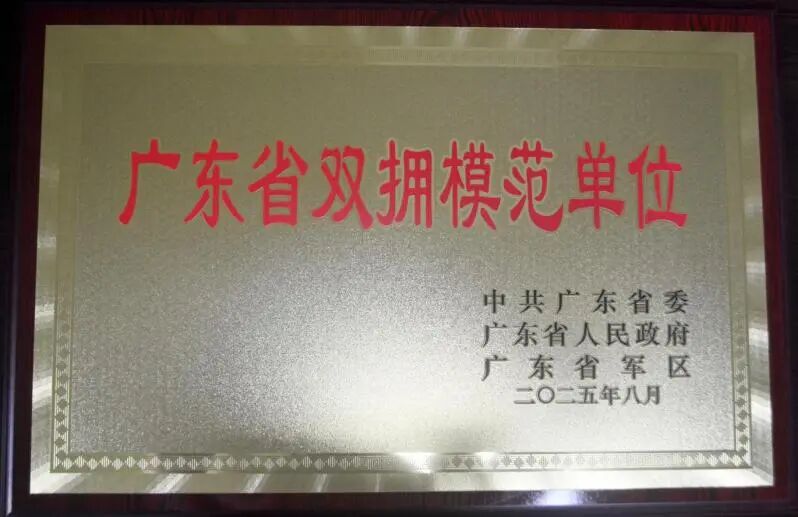 广东省双拥模范单位
中共广东省委
广东省人民政府
广东省军区
二〇二五年八月